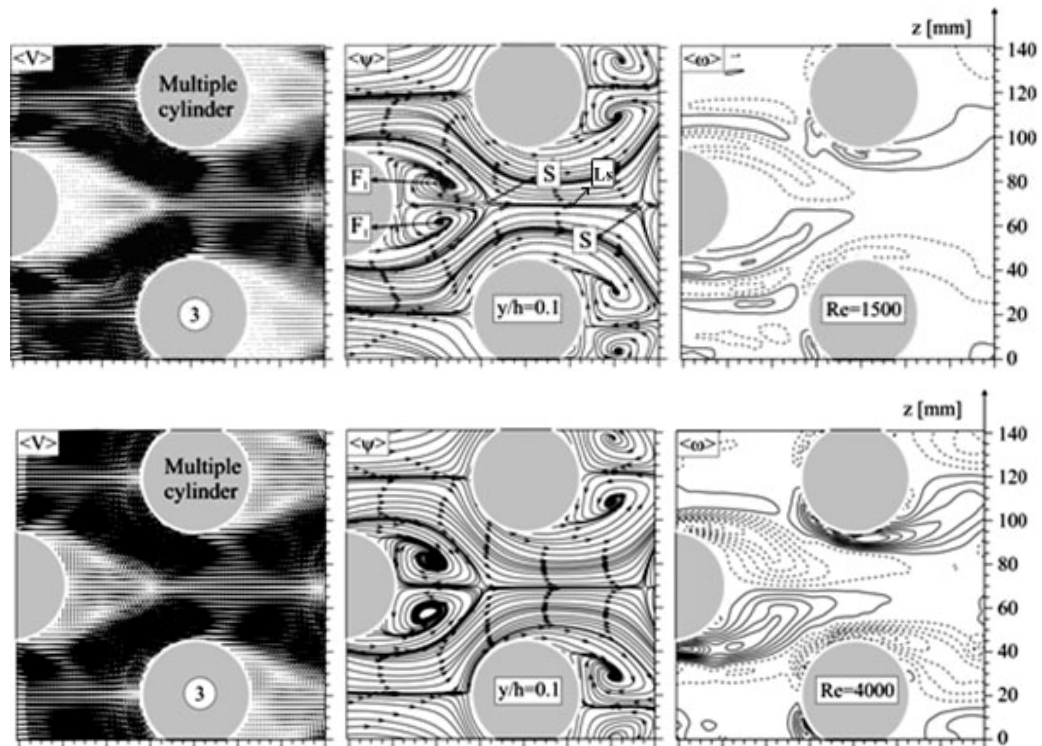 z [mm]
<V>
<ψ>
<ω>
140
Multiple
cylinder
120
100
F₁
S
Ls
80
F₁
S
60
40
3
y/h=0.1
Re=1500
20
0
z [mm]
<V>
<ψ>
<ω>
140
Multiple
cylinder
120
100
80
60
40
3
y/h=0.1
Re=4000
20
0